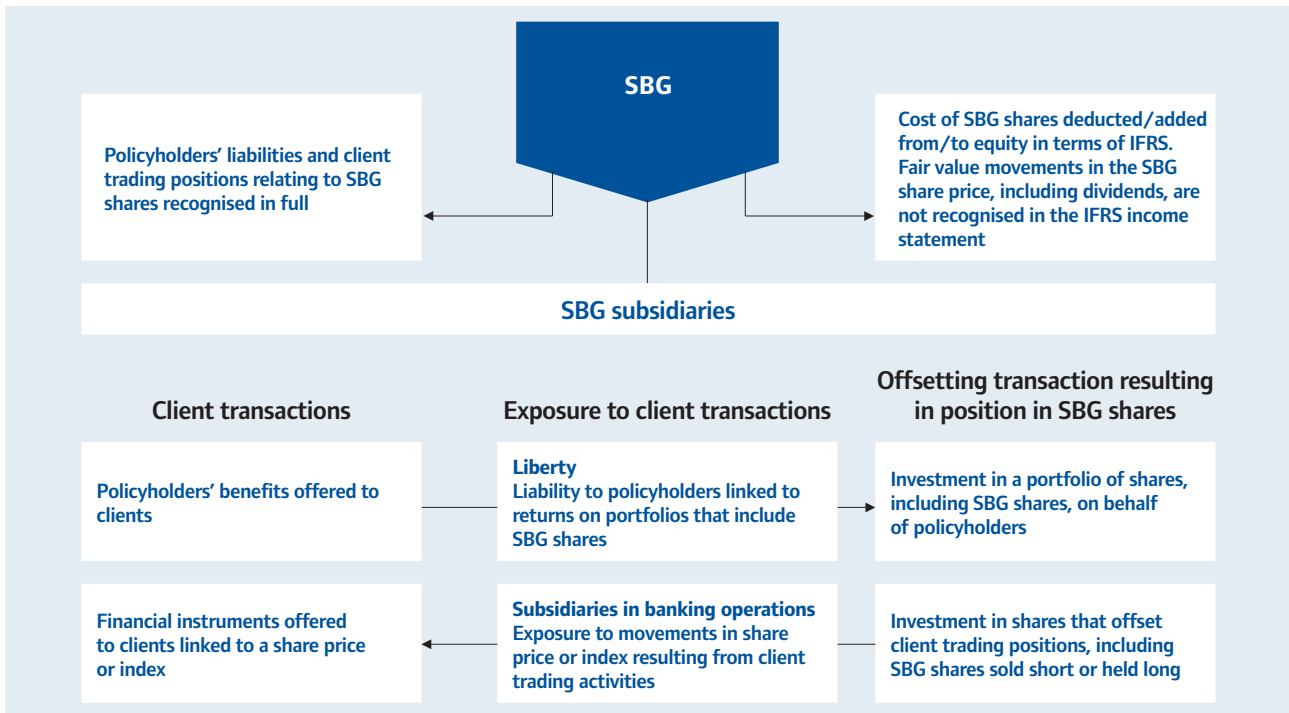 SBG
Policyholders’ liabilities and client
trading positions relating to SBG
shares recognised in full
Cost of SBG shares deducted/added
from/to equity in terms of IFRS.
Fair value movements in the SBG
share price, including dividends, are
not recognised in the IFRS income
statement
SBG subsidiaries
Client transactions
Exposure to client transactions
Offsetting transaction resulting
in position in SBG shares
Policyholders’ benefits offered to
clients
Liberty
Liability to policyholders linked to
returns on portfolios that include
SBG shares
Investment in a portfolio of shares,
including SBG shares, on behalf
of policyholders
Financial instruments offered
to clients linked to a share price
or index
Subsidiaries in banking operations
Exposure to movements in share
price or index resulting from client
trading activities
Investment in shares that offset
client trading positions, including
SBG shares sold short or held long